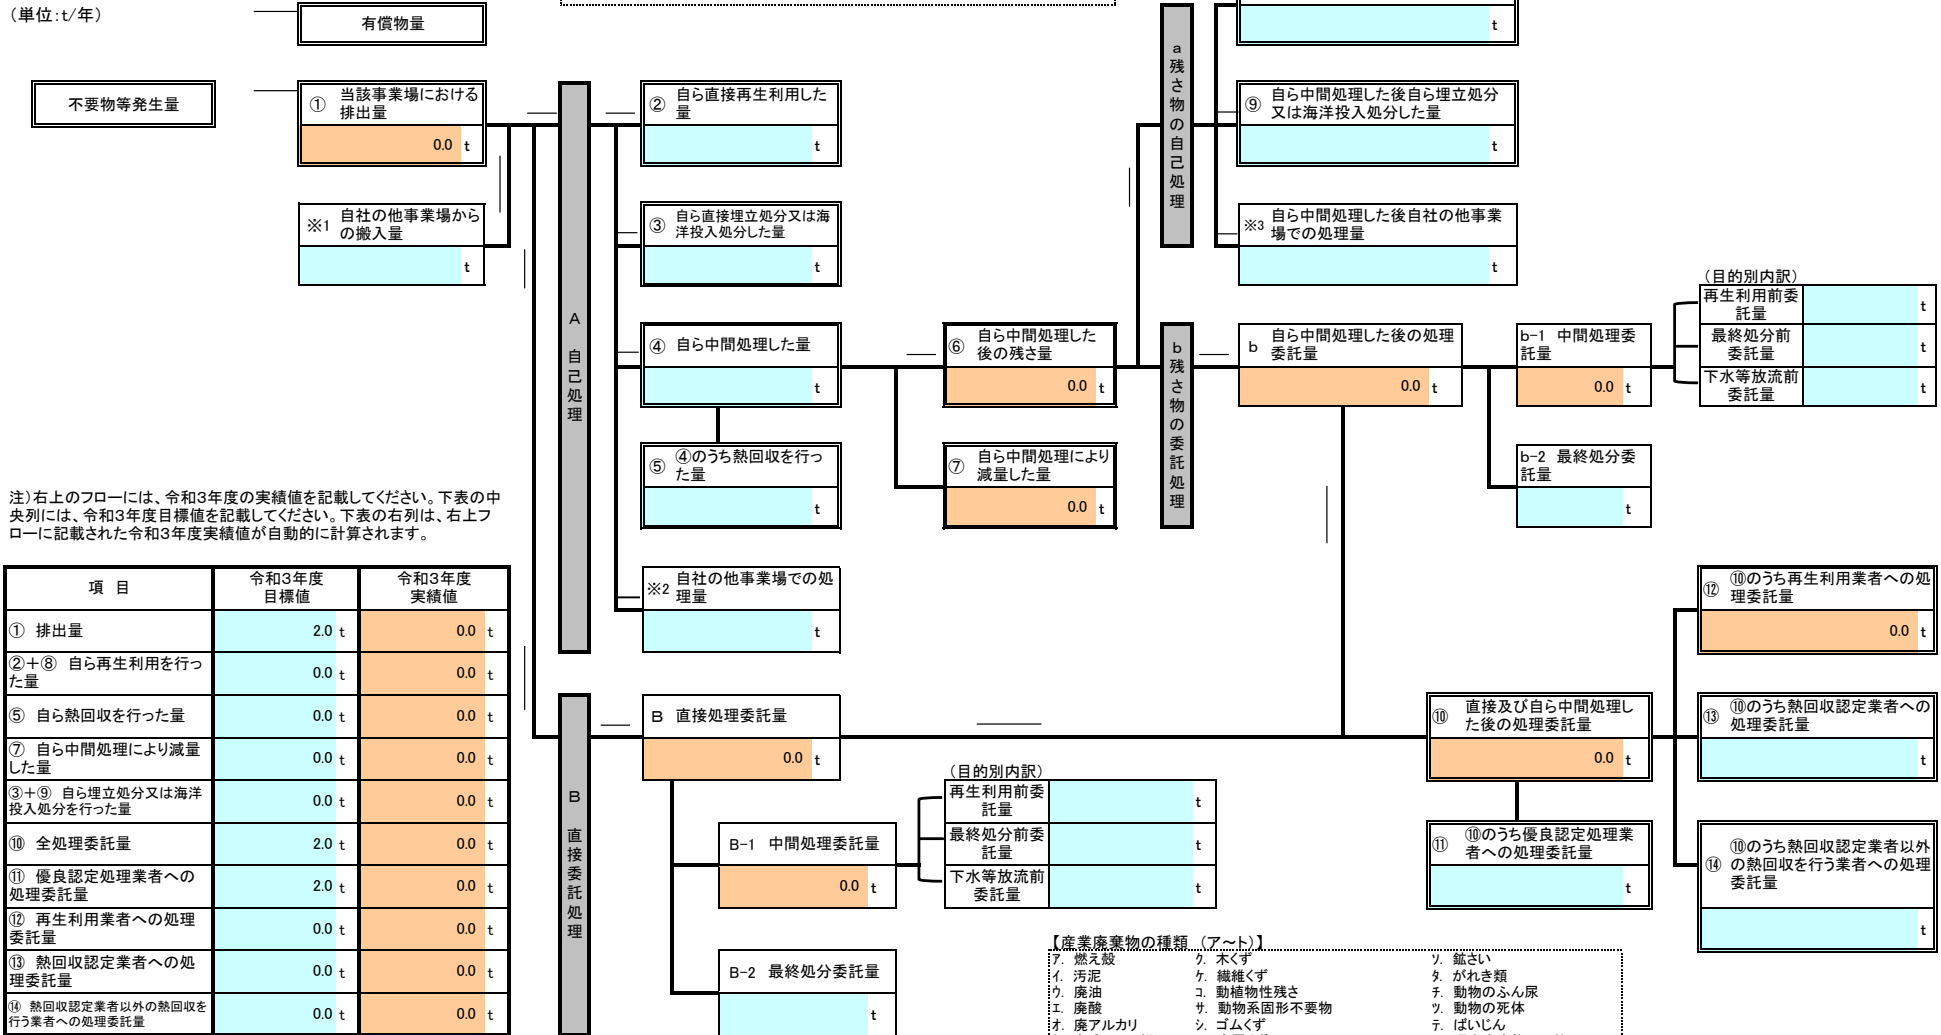 （単位：t/年）
有償物量
t
不要物等発生量
① 当該事業場における
排出量
0.0 t
② 自ら直接再生利用した
量
t
a
残さ物の自己処理
⑨ 自ら中間処理した後自ら埋立処分
又は海洋投入処分した量
t
※1 自社の他事業場から
の搬入量
t
③ 自ら直接埋立処分又は海
洋投入処分した量
t
※3 自ら中間処理した後自社の他事業
場での処理量
t
A 自己処理
④ 自ら中間処理した量
t
⑥ 自ら中間処理した
後の残さ量
0.0 t
b
残さ物の委託処理
b 自ら中間処理した後の処理
委託量
0.0 t
b-1 中間処理委
託量
0.0 t
（目的別内訳）
再生利用前委
託量
t
最終処分前
委託量
t
下水等放流前
委託量
t
⑤ ④のうち熱回収を行っ
た量
t
⑦ 自ら中間処理により
減量した量
0.0 t
b-2 最終処分委
託量
t
注）右上のフローには、令和3年度の実績値を記載してください。下表の中
央列には、令和3年度目標値を記載してください。下表の右列は、右上フ
ローに記載された令和3年度実績値が自動的に計算されます。
※2 自社の他事業場での処
理量
t
項 目 令和3年度
目標値 令和3年度
実績値
① 排出量 2.0 t 0.0 t
②＋⑧ 自ら再生利用を行っ
た量 0.0 t 0.0 t
⑤ 自ら熱回収を行った量 0.0 t 0.0 t
⑦ 自ら中間処理により減量
した量 0.0 t 0.0 t
③＋⑨ 自ら埋立処分又は海洋
投入処分を行った量 0.0 t 0.0 t
⑩ 全処理委託量 2.0 t 0.0 t
⑪ 優良認定処理業者への
処理委託量 2.0 t 0.0 t
⑫ 再生利用業者への処理
委託量 0.0 t 0.0 t
⑬ 熱回収認定業者への処
理委託量 0.0 t 0.0 t
⑭ 熱回収認定業者以外の熱回収を
行う業者への処理委託量 0.0 t 0.0 t
B 直接委託処理
B 直接処理委託量
0.0 t
B-1 中間処理委託量
0.0 t
（目的別内訳）
再生利用前委
託量
t
最終処分前委
託量
t
下水等放流前
委託量
t
B-2 最終処分委託量
t
⑩ 直接及び自ら中間処理し
た後の処理委託量
0.0 t
⑪ ⑩のうち優良認定処理業
者への処理委託量
t
⑫ ⑩のうち再生利用業者への処
理委託量
0.0 t
⑬ ⑩のうち熱回収認定業者への
処理委託量
t
⑭ ⑩のうち熱回収認定業者以外
の熱回収を行う業者への処理
委託量
t
【産業廃棄物の種類 （ア～ト）】
ア. 燃え殻 ク. 木くず ソ. 鉱さい
イ. 汚泥 ケ. 繊維くず タ. がれき類
ウ. 廃油 コ. 動植物性残さ チ. 動物のふん尿
エ. 廃酸 サ. 動物系固形不要物 ツ. 動物の死体
オ. 廃アルカリ シ. ゴムくず テ. ばいじん